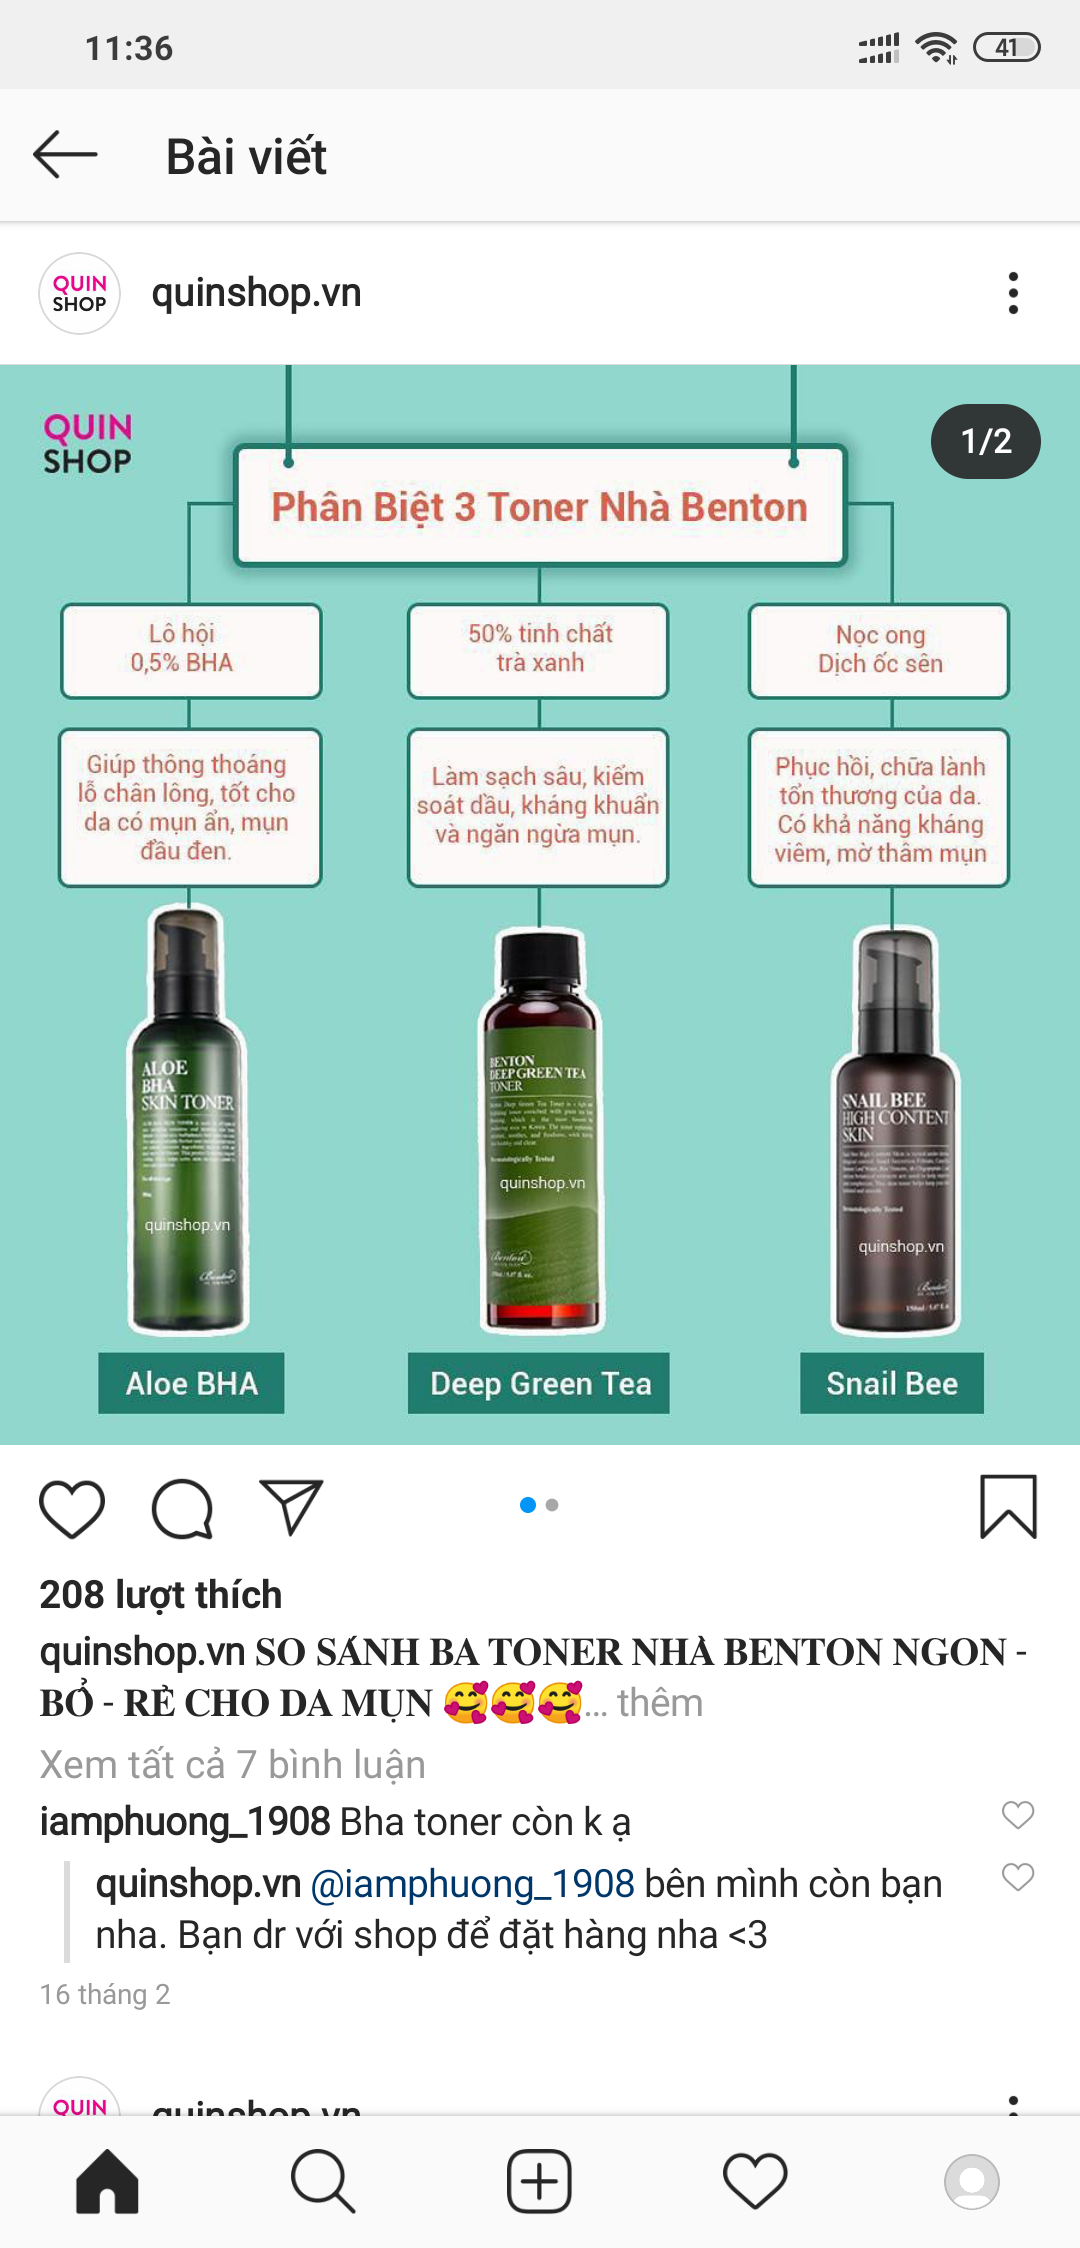 11:36
41
Bài viết
QUIN
SHOP
quinshop.vn
QUIN
SHOP
1/2
Phân Biệt 3 Toner Nhà Benton
Lô hội
0,5% BHA
50% tinh chất
trà xanh
Nọc ong
Dịch ốc sên
Giúp thông thoáng
lỗ chân lông, tốt cho
da có mụn ẩn, mụn
đầu đen.
Làm sạch sâu, kiểm
soát dầu, kháng khuẩn
và ngăn ngừa mụn.
Phục hồi, chữa lành
tổn thương của da.
Có khả năng kháng
viêm, mờ thâm mụn
ALOE
BHA
SKIN TONER
quinshop.vn
Benton
BENTON
DEEP GREEN TEA
TONER
Dermatologically Tested
quinshop.vn
Benton
SNAIL BEE
HIGH CONTENT
SKIN
Dermatologically Tested
quinshop.vn
Benton
Aloe BHA
Deep Green Tea
Snail Bee
208 lượt thích
quinshop.vn SO SÁNH BA TONER NHÀ BENTON NGON -
BỔ - RẺ CHO DA MỤN 🥰🥰🥰... thêm
Xem tất cả 7 bình luận
iamphuong_1908 Bha toner còn k ạ
quinshop.vn @iamphuong_1908 bên mình còn bạn
nha. Bạn dr với shop để đặt hàng nha <3
16 tháng 2
QUIN
quinshop.vn